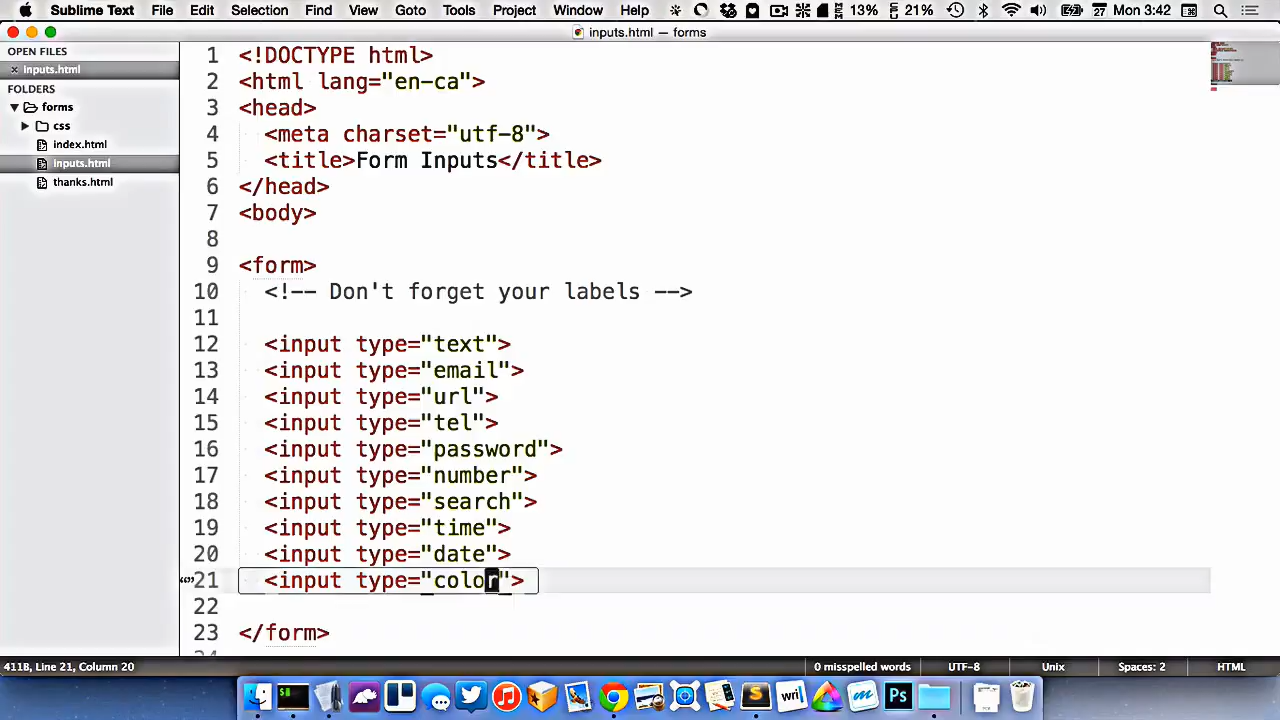 Sublime Text File Edit Selection Find View Goto Tools Project Window Help 13% 21% 27 Mon 3:42
inputs.html — forms
OPEN FILES
inputs.html
FOLDERS
forms
css
index.html
inputs.html
thanks.html
1 <!DOCTYPE html>
2 <html lang="en-ca">
3 <head>
4 <meta charset="utf-8">
5 <title>Form Inputs</title>
6 </head>
7 <body>
8
9 <form>
10 <!-- Don't forget your labels -->
11
12 <input type="text">
13 <input type="email">
14 <input type="url">
15 <input type="tel">
16 <input type="password">
17 <input type="number">
18 <input type="search">
19 <input type="time">
20 <input type="date">
21 <input type="color">
22
23 </form>
411B, Line 21, Column 20 0 misspelled words UTF-8 Unix Spaces: 2 HTML
wri Ps